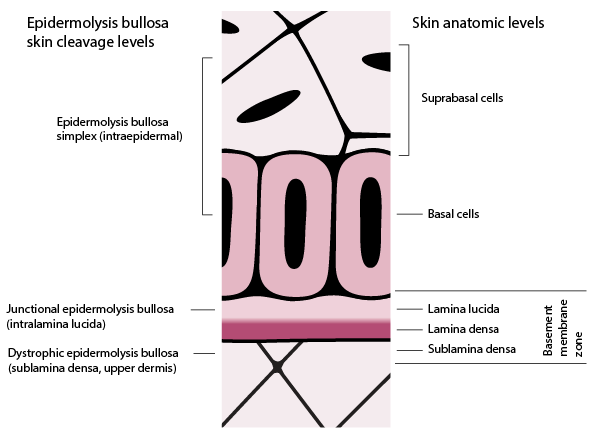 Epidermolysis bullosa
skin cleavage levels
Skin anatomic levels
Suprabasal cells
Epidermolysis bullosa
simplex (intraepidermal)
Basal cells
Junctional epidermolysis bullosa
(intralamina lucida)
Lamina lucida
Lamina densa
Dystrophic epidermolysis bullosa
(sublamina densa, upper dermis)
Sublamina densa
Basement
membrane
zone